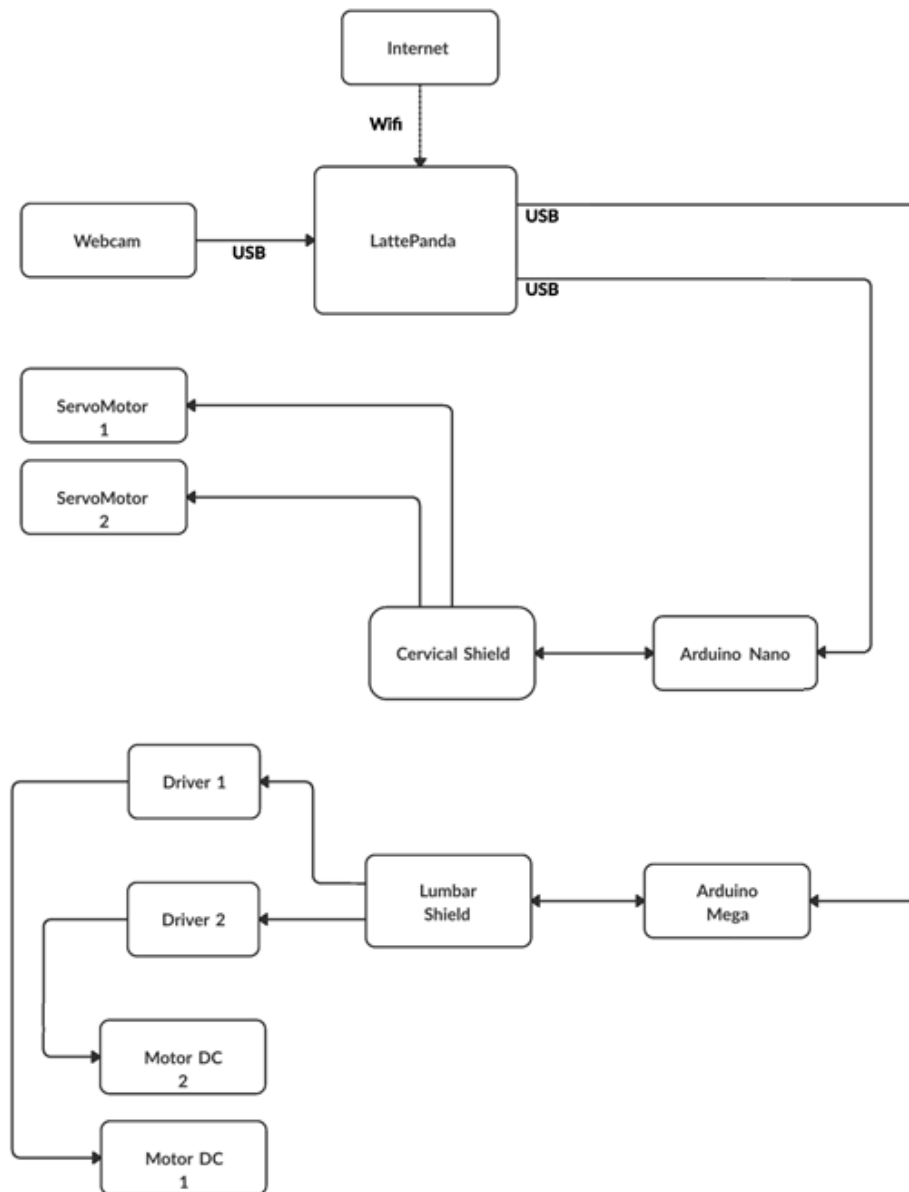 Internet
Wifi
USB
Webcam
USB
LattePanda
USB
ServoMotor
1
ServoMotor
2
Cervical Shield
Arduino Nano
Driver 1
Lumbar
Shield
Arduino
Mega
Driver 2
Motor DC
2
Motor DC
1